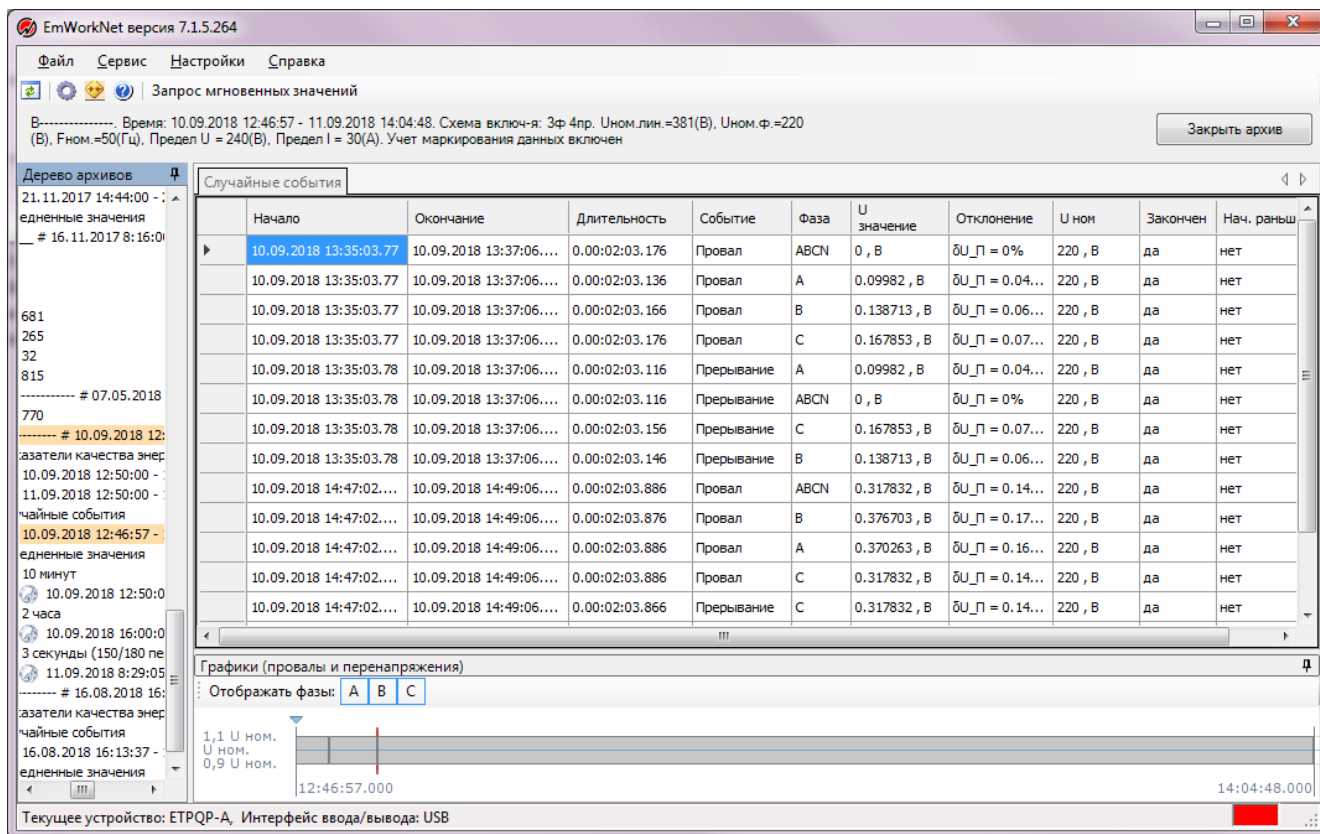 EmWorkNet версия 7.1.5.264
Файл Сервис Настройки Справка
Запрос мгновенных значений
B---------------. Время: 10.09.2018 12:46:57 - 11.09.2018 14:04:48. Схема включ-я: 3ф 4пр. Uном.лин.=381(В), Uном.ф.=220
(В), Fном.=50(Гц), Предел U = 240(В), Предел I = 30(А). Учет маркирования данных включен
Закрыть архив
Дерево архивов
21.11.2017 14:44:00 - 2
едненные значения
__ # 16.11.2017 8:16:00
681
265
32
815
----------- # 07.05.2018
770
-------- # 10.09.2018 12:
азатели качества энер
10.09.2018 12:50:00 -
11.09.2018 12:50:00 -
чайные события
10.09.2018 12:46:57 -
едненные значения
10 минут
10.09.2018 12:50:0
2 часа
10.09.2018 16:00:0
3 секунды (150/180 пе
11.09.2018 8:29:05
-------- # 16.08.2018 16:
азатели качества энер
чайные события
16.08.2018 16:13:37 -
едненные значения
Случайные события
Начало Окончание Длительность Событие Фаза U значение Отклонение U ном Закончен Нач. раньш
10.09.2018 13:35:03.77 10.09.2018 13:37:06.... 0.00:02:03.176 Провал ABCN 0 , В δU_П = 0% 220 , В да нет
10.09.2018 13:35:03.77 10.09.2018 13:37:06.... 0.00:02:03.136 Провал A 0.09982 , В δU_П = 0.04... 220 , В да нет
10.09.2018 13:35:03.77 10.09.2018 13:37:06.... 0.00:02:03.166 Провал B 0.138713 , В δU_П = 0.06... 220 , В да нет
10.09.2018 13:35:03.77 10.09.2018 13:37:06.... 0.00:02:03.176 Провал C 0.167853 , В δU_П = 0.07... 220 , В да нет
10.09.2018 13:35:03.78 10.09.2018 13:37:06.... 0.00:02:03.116 Прерывание A 0.09982 , В δU_П = 0.04... 220 , В да нет
10.09.2018 13:35:03.78 10.09.2018 13:37:06.... 0.00:02:03.116 Прерывание ABCN 0 , В δU_П = 0% 220 , В да нет
10.09.2018 13:35:03.78 10.09.2018 13:37:06.... 0.00:02:03.156 Прерывание C 0.167853 , В δU_П = 0.07... 220 , В да нет
10.09.2018 13:35:03.78 10.09.2018 13:37:06.... 0.00:02:03.146 Прерывание B 0.138713 , В δU_П = 0.06... 220 , В да нет
10.09.2018 14:47:02.... 10.09.2018 14:49:06.... 0.00:02:03.886 Провал ABCN 0.317832 , В δU_П = 0.14... 220 , В да нет
10.09.2018 14:47:02.... 10.09.2018 14:49:06.... 0.00:02:03.876 Провал B 0.376703 , В δU_П = 0.17... 220 , В да нет
10.09.2018 14:47:02.... 10.09.2018 14:49:06.... 0.00:02:03.886 Провал A 0.370263 , В δU_П = 0.16... 220 , В да нет
10.09.2018 14:47:02.... 10.09.2018 14:49:06.... 0.00:02:03.886 Провал C 0.317832 , В δU_П = 0.14... 220 , В да нет
10.09.2018 14:47:02.... 10.09.2018 14:49:06.... 0.00:02:03.866 Прерывание C 0.317832 , В δU_П = 0.14... 220 , В да нет
Графики (провалы и перенапряжения)
Отображать фазы: A B C
1,1 U ном.
U ном.
0,9 U ном.
12:46:57.000 14:04:48.000
Текущее устройство: ETPQP-A, Интерфейс ввода/вывода: USB